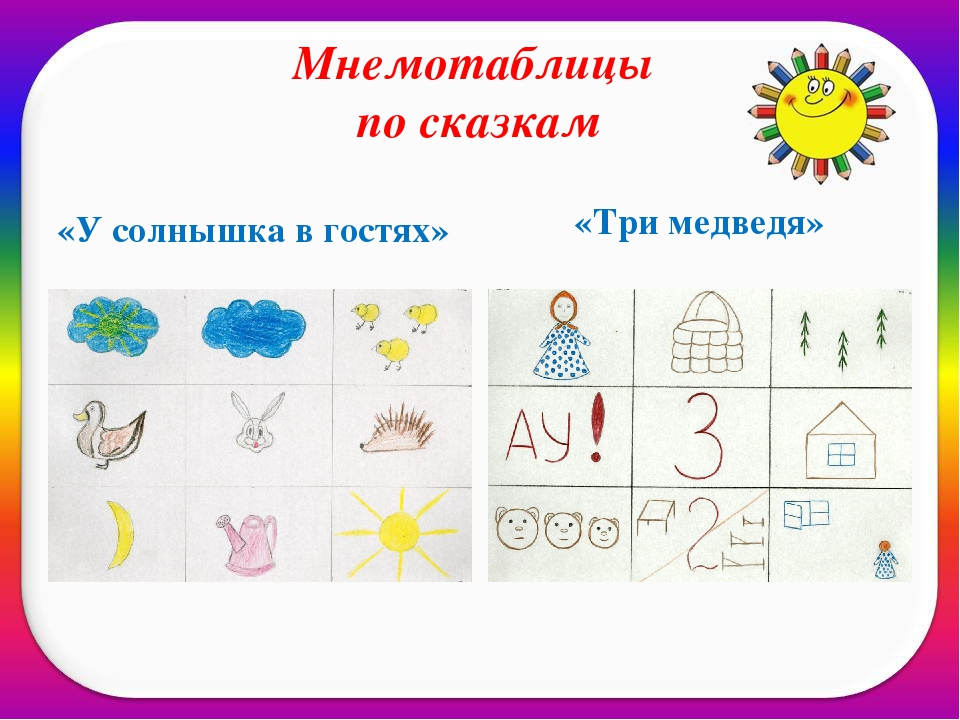 Мнемотаблицы
по сказкам
«У солнышка в гостях»
«Три медведя»
АУ!
3
2